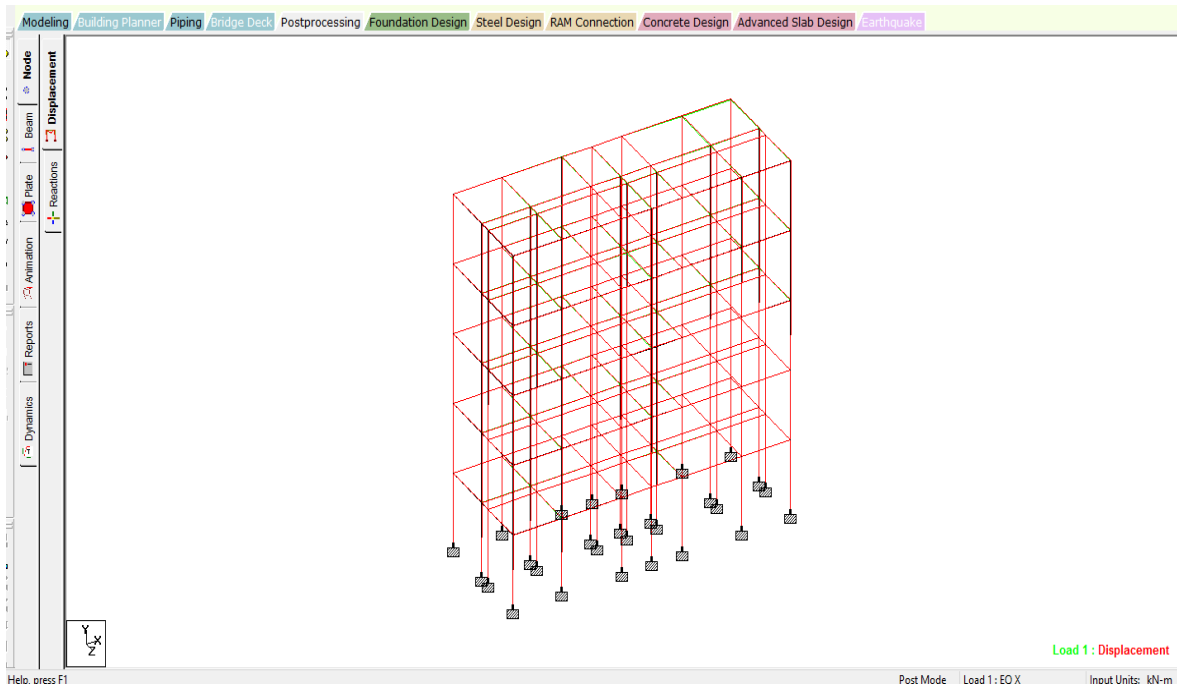 Modeling Building Planner Piping Bridge Deck Postprocessing Foundation Design Steel Design RAM Connection Concrete Design Advanced Slab Design Earthquake
Node
Beam
Plate
Animation
Reports
Dynamics
Displacement
Reactions
Y
X
Z
Load 1 : Displacement
Help, press F1
Post Mode
Load 1 : EQ X
Input Units: kN-m